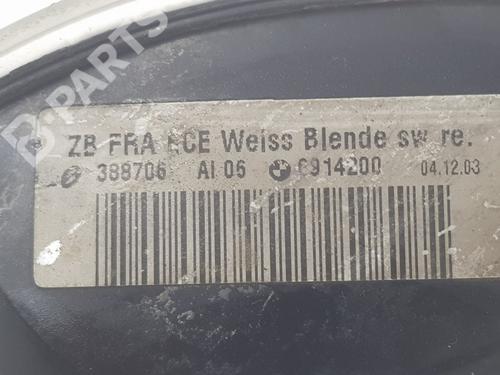 B-PARTS
ZB FRA ECE Weiss Blende sw re.
388706 AI 06 6914200 04.12.03